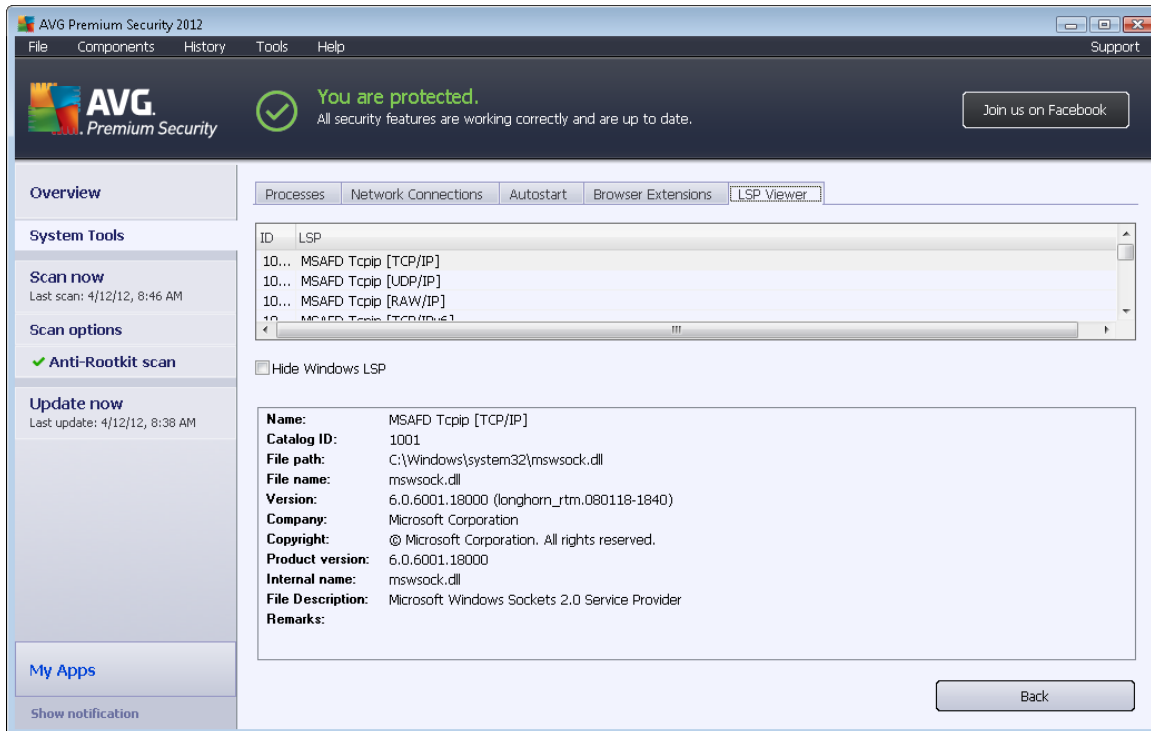 AVG Premium Security 2012
File Components History Tools Help Support
AVG.
Premium Security
You are protected.
All security features are working correctly and are up to date.
Join us on Facebook
Overview
System Tools
Scan now
Last scan: 4/12/12, 8:46 AM
Scan options
Anti-Rootkit scan
Update now
Last update: 4/12/12, 8:38 AM
My Apps
Show notification
Processes Network Connections Autostart Browser Extensions LSP Viewer
ID LSP
10... MSAFD Tcpip [TCP/IP]
10... MSAFD Tcpip [UDP/IP]
10... MSAFD Tcpip [RAW/IP]
10... MSAFD Tcpip [TCP/IPv6]
Hide Windows LSP
Name: MSAFD Tcpip [TCP/IP]
Catalog ID: 1001
File path: C:\Windows\system32\mswsock.dll
File name: mswsock.dll
Version: 6.0.6001.18000 (longhorn_rtm.080118-1840)
Company: Microsoft Corporation
Copyright: © Microsoft Corporation. All rights reserved.
Product version: 6.0.6001.18000
Internal name: mswsock.dll
File Description: Microsoft Windows Sockets 2.0 Service Provider
Remarks:
Back